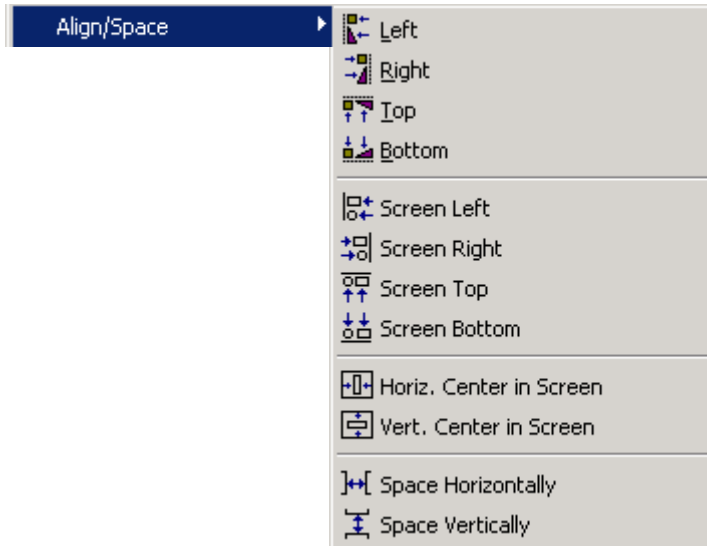 Align/Space
Left
Right
Top
Bottom
Screen Left
Screen Right
Screen Top
Screen Bottom
Horiz. Center in Screen
Vert. Center in Screen
Space Horizontally
Space Vertically